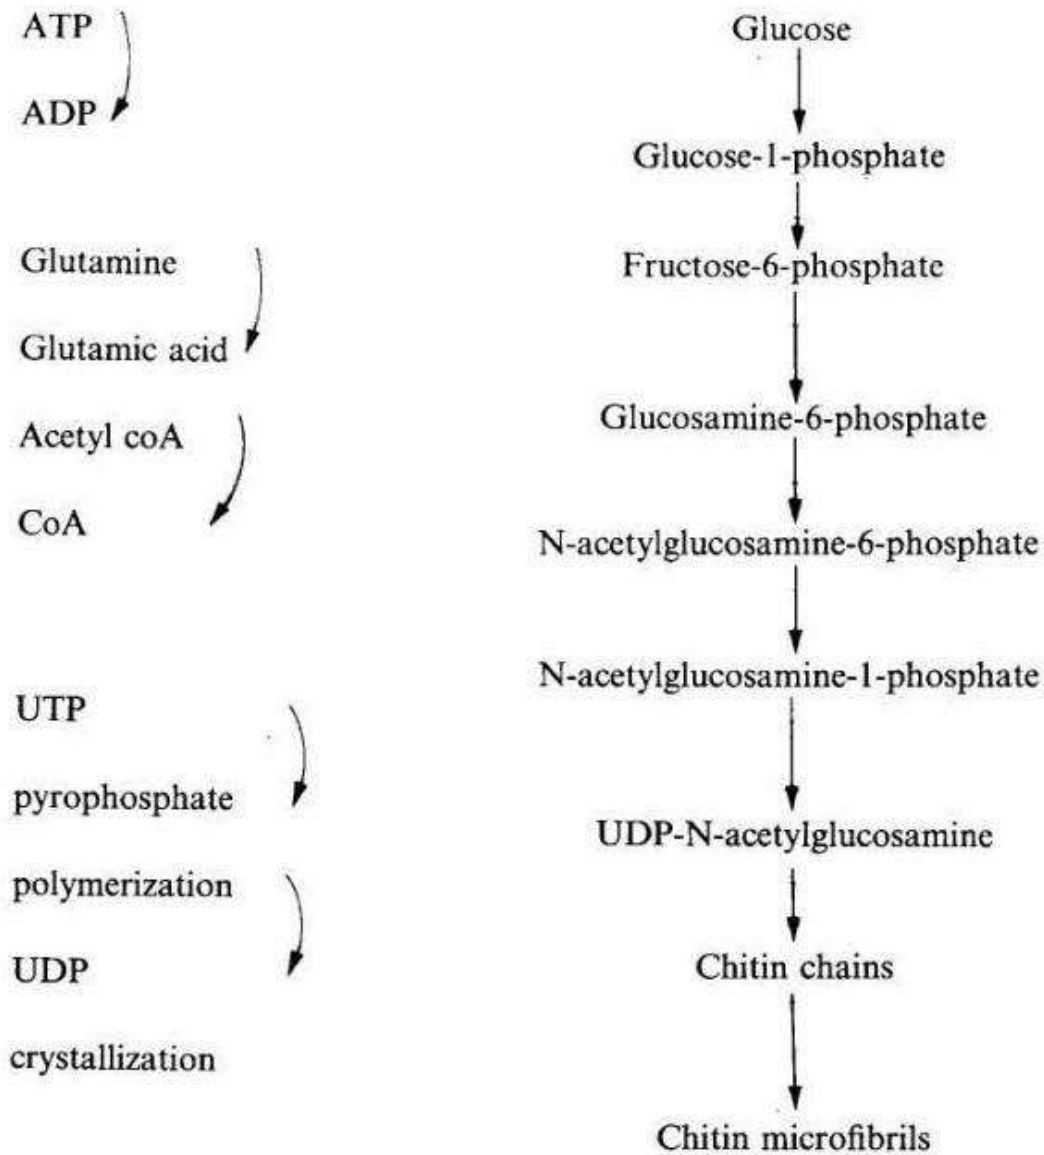 ATP
ADP
Glutamine
Glutamic acid
Acetyl coA
CoA
UTP
pyrophosphate
polymerization
UDP
crystallization
Glucose
Glucose-1-phosphate
Fructose-6-phosphate
Glucosamine-6-phosphate
N-acetylglucosamine-6-phosphate
N-acetylglucosamine-1-phosphate
UDP-N-acetylglucosamine
Chitin chains
Chitin microfibrils